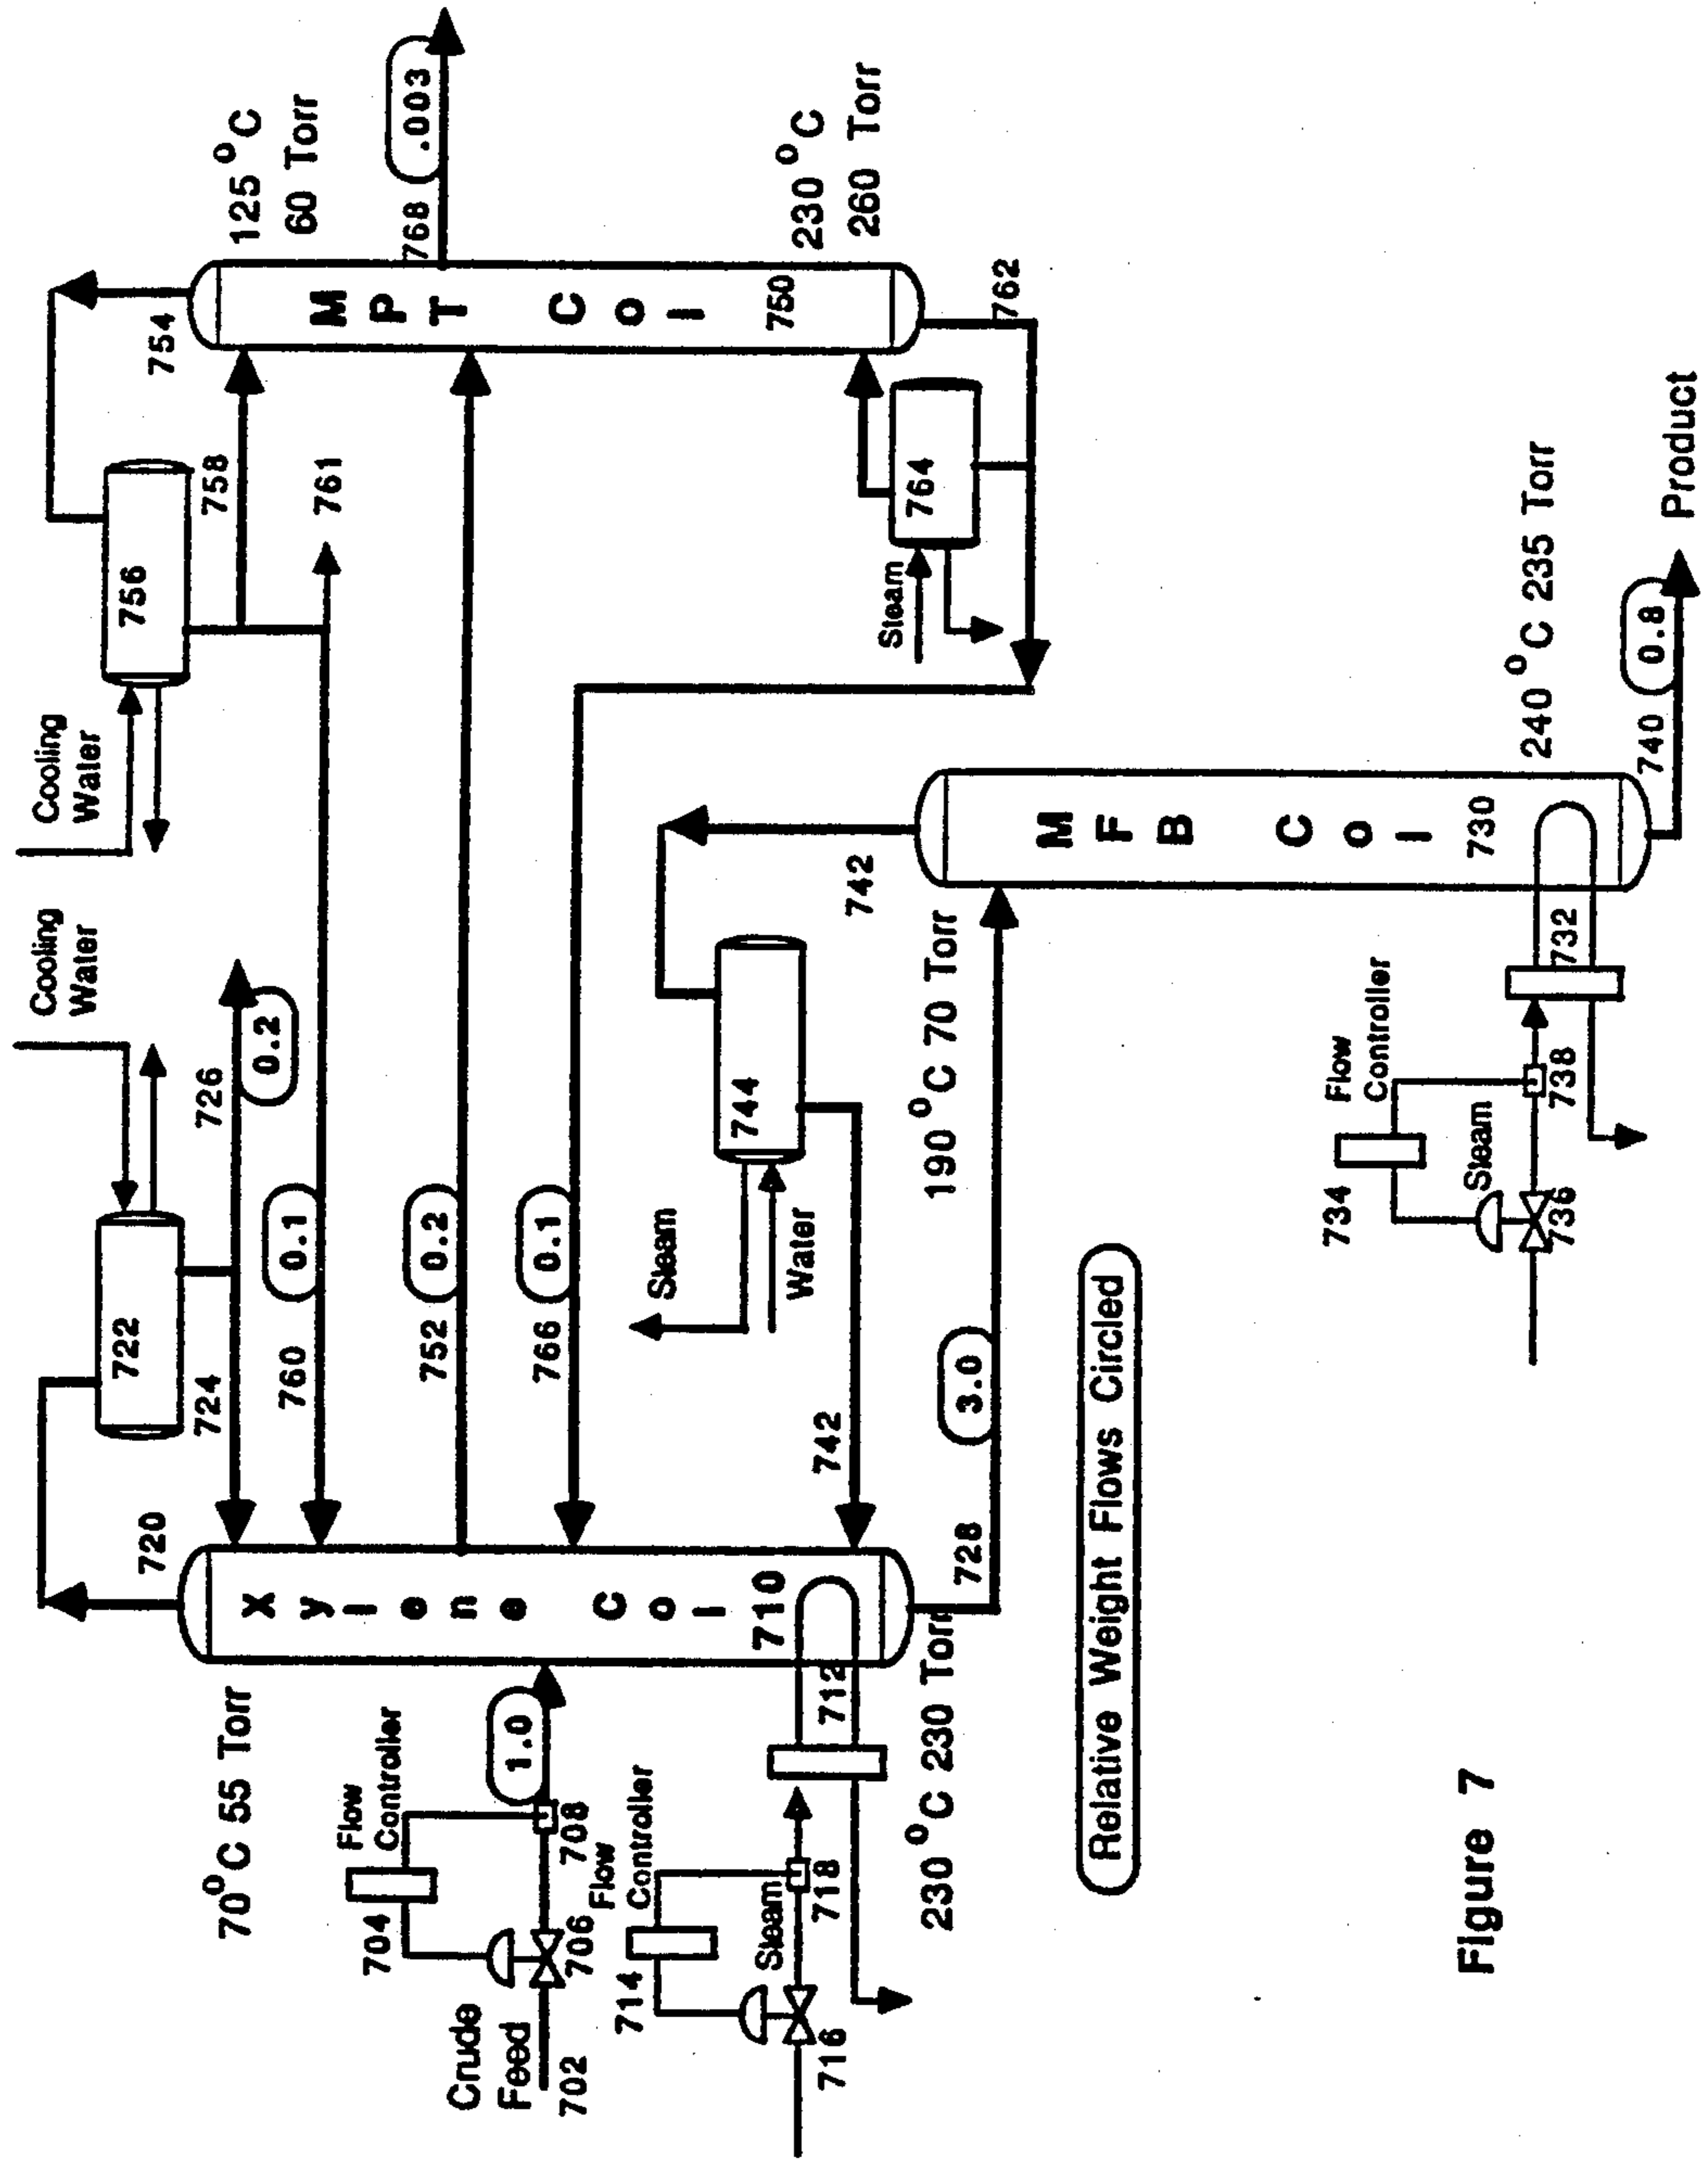 Cooling
Water
Cooling
Water
722
720
724
726
0.2
756
754
758
761
125°C
60 Torr
768
.003
70°C 55 Torr
Xylene Col
710
760
0.1
752
0.2
766
0.1
MPT Col
750
230°C
260 Torr
762
764
Steam
Crude
Feed
702
704
Flow
Controller
706
708
1.0
714
Flow
Controller
Steam
716
718
712
230°C 230 Torr
728
3.0
742
744
Steam
Water
742
190°C 70 Torr
MFB Col
730
732
734
Flow
Controller
Steam
736
738
240°C 235 Torr
740
0.8
Product
Relative Weight Flows Circled
Figure 7